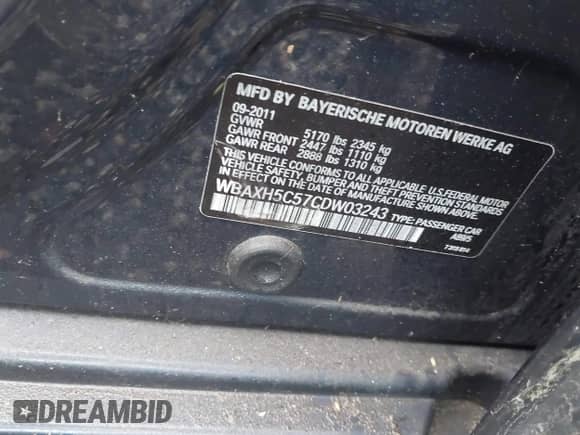 MFD BY BAYERISCHE MOTOREN WERKE AG
09-2011
GVWR 5170 lbs 2345 kg
GAWR FRONT 2447 lbs 1110 kg
GAWR REAR 2888 lbs 1310 kg
THIS VEHICLE CONFORMS TO ALL APPLICABLE U.S. FEDERAL MOTOR
VEHICLE SAFETY, BUMPER AND THEFT PREVENTION STANDARDS
IN EFFECT ON THE DATE OF MANUFACTURE SHOWN ABOVE.
WBAXH5C57CDW03243 TYPE: PASSENGER CAR
DREAMBID